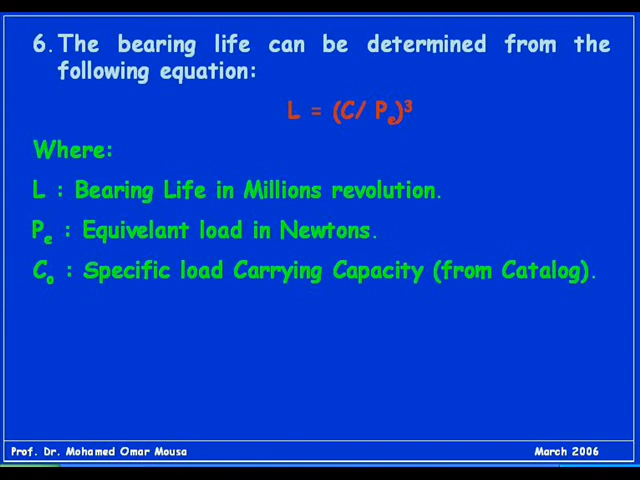 6. The bearing life can be determined from the
following equation:
L = (C/ Pe)³
Where:
L : Bearing Life in Millions revolution.
Pe : Equivelant load in Newtons.
Co : Specific load Carrying Capacity (from Catalog).
Prof. Dr. Mohamed Omar Mousa
March 2006